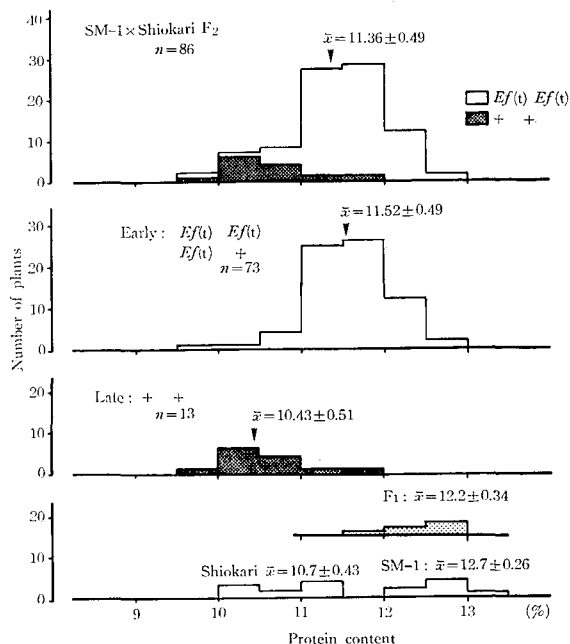 SM-1×Shiokari F2
n=86
x̄=11.36±0.49
Ef(t) Ef(t)
+ +
40
30
20
10
0
Early : Ef(t) Ef(t)
Ef(t) +
n=73
x̄=11.52±0.49
30
20
10
0
Number of plants
Late : + +
n=13
x̄=10.43±0.51
20
10
0
F1 : x̄=12.2±0.34
20
10
0
Shiokari x̄=10.7±0.43
SM-1 : x̄=12.7±0.26
9 10 11 12 13 (%)
Protein content